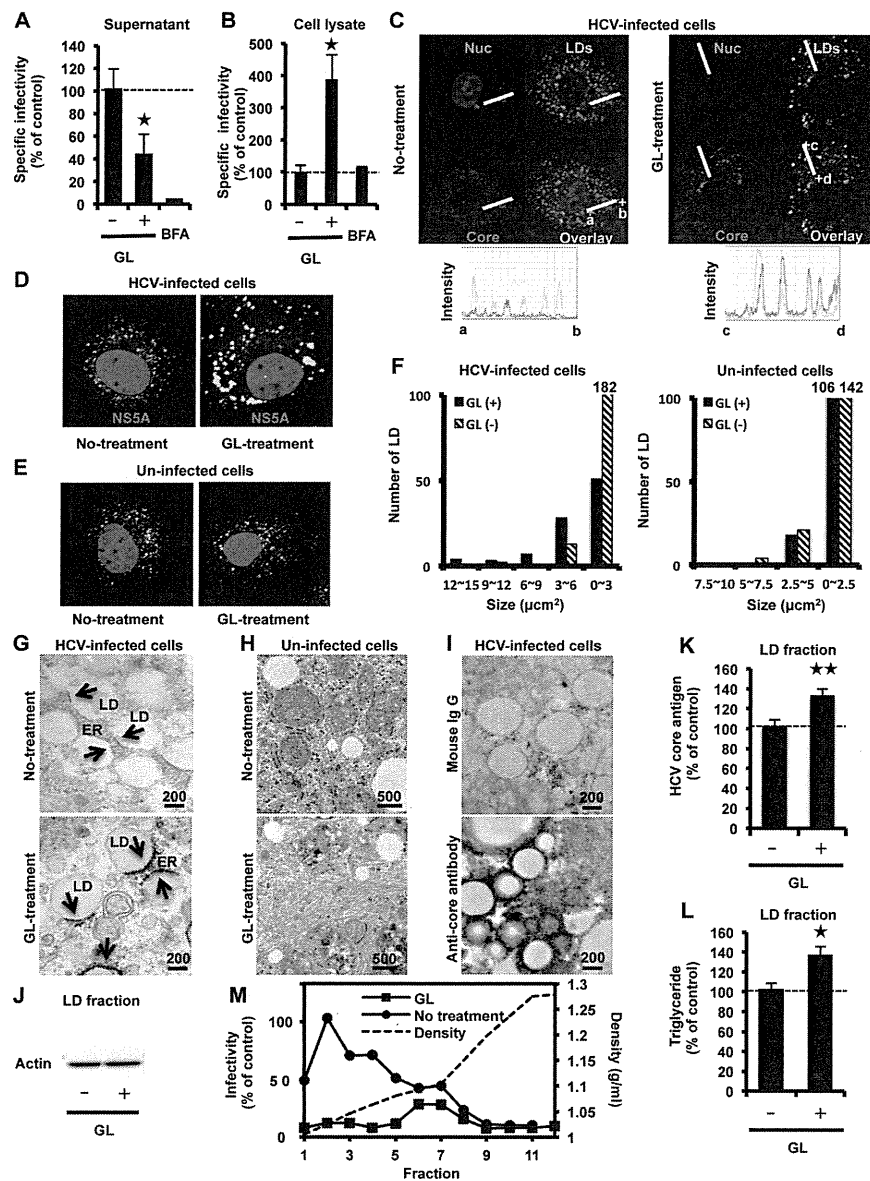 A
Supernatant
Specific infectivity
(% of control)
140
120
100
80
60
40
20
0
★
− + BFA
GL
B
Cell lysate
Specific infectivity
(% of control)
500
400
300
200
100
0
★
− + BFA
GL
C
HCV-infected cells
No-treatment
Nuc LDs
a b
Core Overlay
Intensity
a b
GL-treatment
Nuc LDs
+c
+d
Core Overlay
Intensity
c d
D
HCV-infected cells
NS5A NS5A
No-treatment GL-treatment
E
Un-infected cells
No-treatment GL-treatment
F
HCV-infected cells
182
GL (+)
GL (-)
Number of LD
100
50
0
12~15 9~12 6~9 3~6 0~3
Size (µcm²)
Un-infected cells
106 142
GL (+)
GL (-)
Number of LD
100
50
0
7.5~10 5~7.5 2.5~5 0~2.5
Size (µcm²)
G
HCV-infected cells
No-treatment
LD
LD
ER
200
GL-treatment
LD
ER
LD
200
H
Un-infected cells
No-treatment
500
GL-treatment
500
I
HCV-infected cells
Mouse Ig G
200
Anti-core antibody
200
J
LD fraction
Actin
− +
GL
K
LD fraction
HCV core antigen
(% of control)
160
140
120
100
80
60
40
20
0
★★
− +
GL
L
LD fraction
Triglyceride
(% of control)
160
140
120
100
80
60
40
20
0
★
− +
GL
M
GL
No treatment
Density
Infectivity
(% of control)
100
50
0
Density (g/ml)
1.3
1.25
1.2
1.15
1.1
1.05
1
1 3 5 7 9 11
Fraction